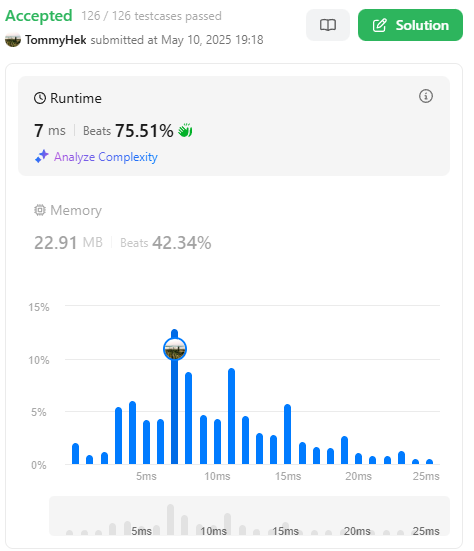 Accepted 126 / 126 testcases passed
Solution
TommyHek submitted at May 10, 2025 19:18
Runtime
7 ms Beats 75.51%
Analyze Complexity
Memory
22.91 MB Beats 42.34%
15%
10%
5%
0%
5ms 10ms 15ms 20ms 25ms
5ms 10ms 15ms 20ms 25ms